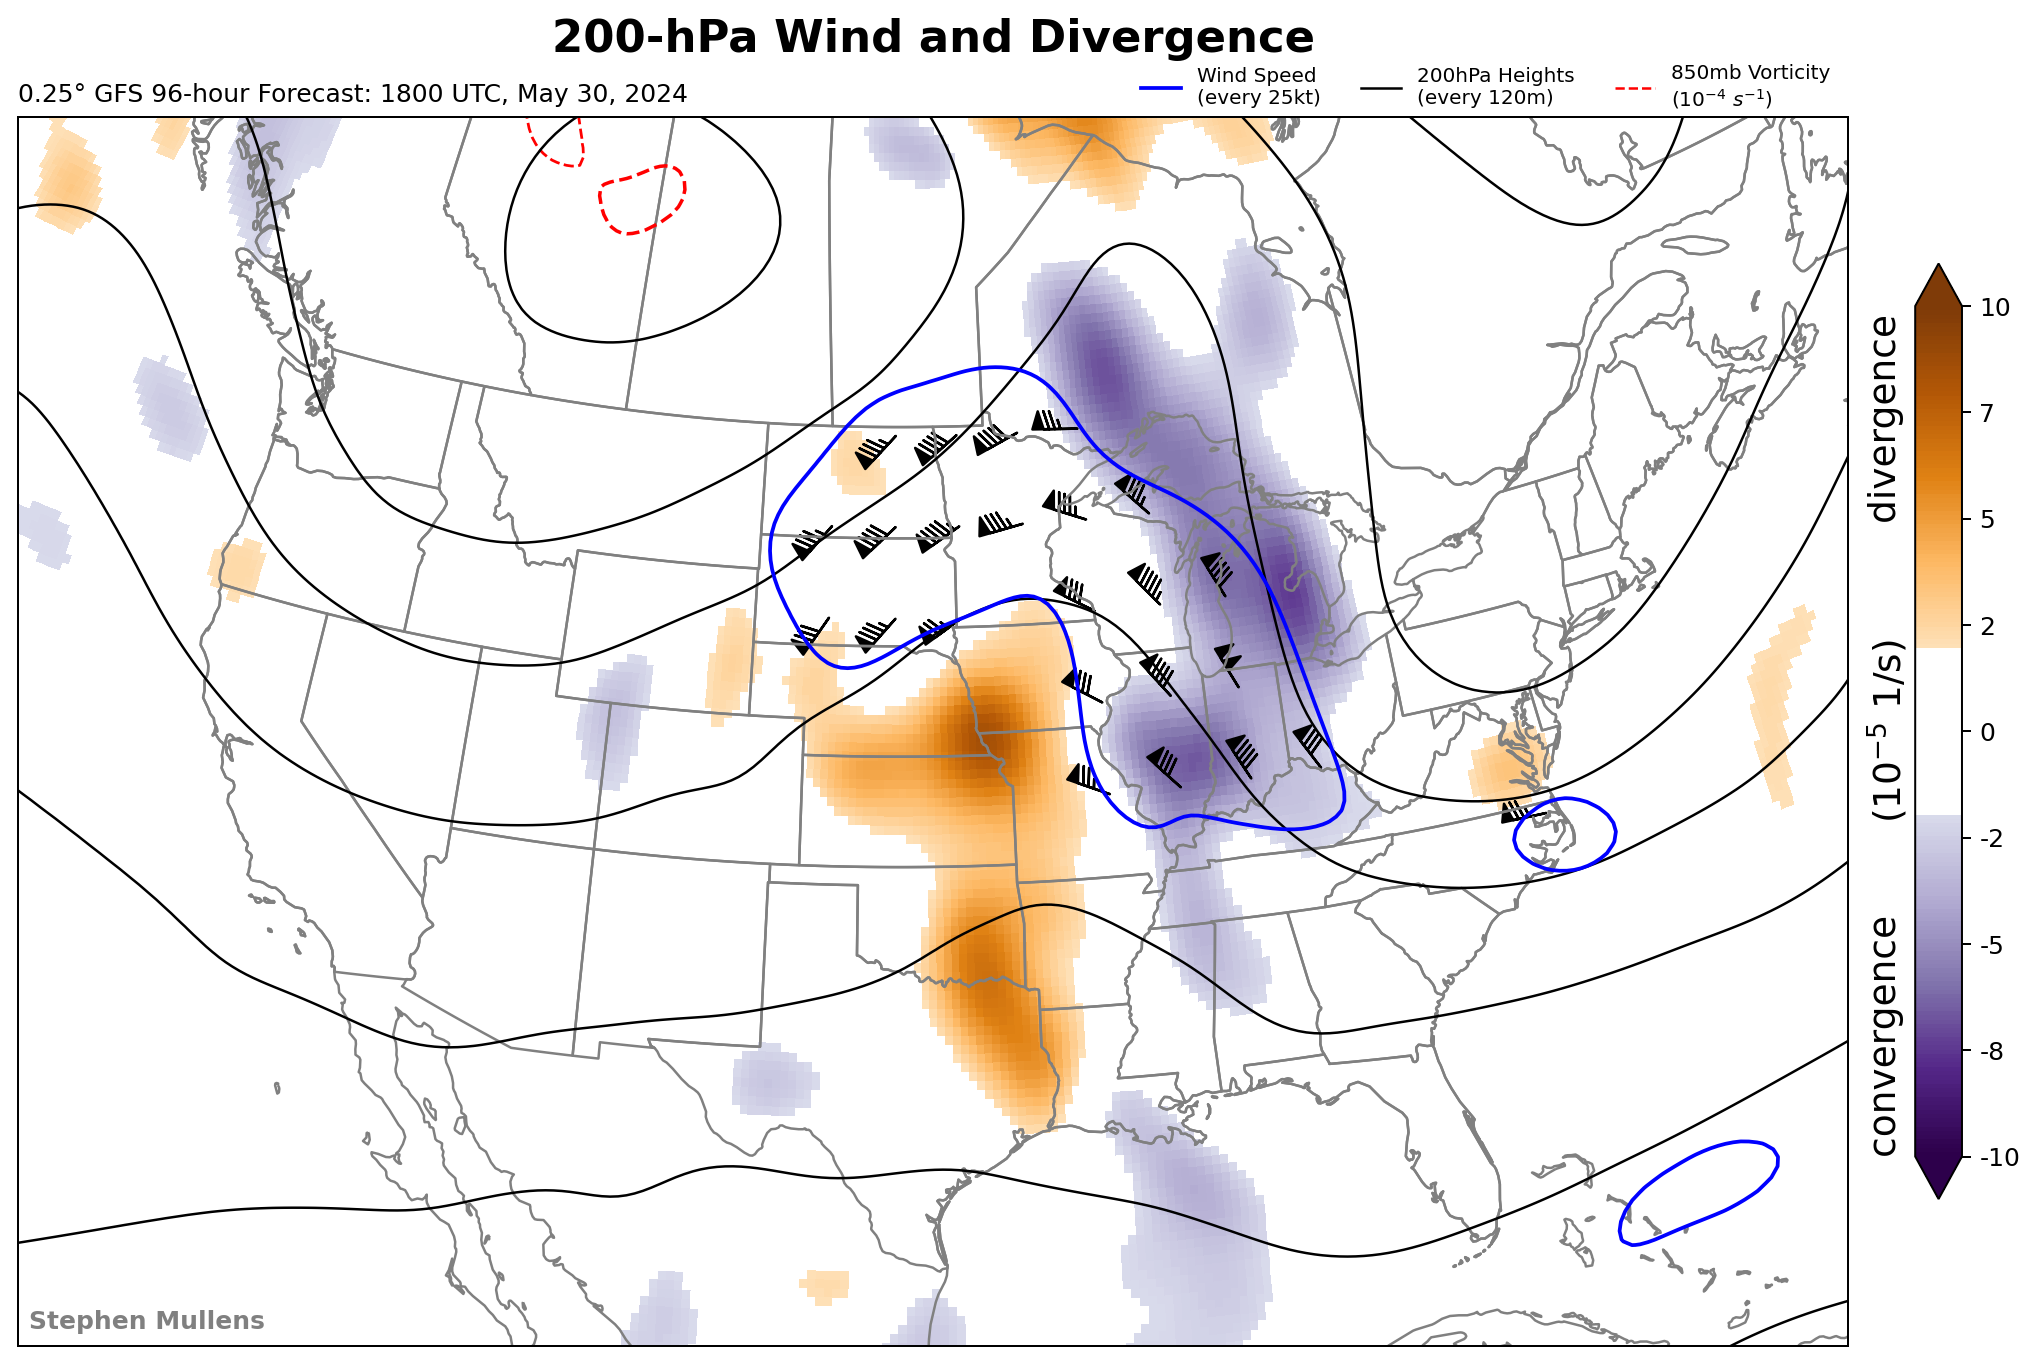 200-hPa Wind and Divergence
0.25° GFS 96-hour Forecast: 1800 UTC, May 30, 2024
Wind Speed
(every 25kt)
200hPa Heights
(every 120m)
850mb Vorticity
(10⁻⁴ s⁻¹)
10
7
5
2
0
-2
-5
-8
-10
convergence (10⁻⁵ 1/s) divergence
Stephen Mullens